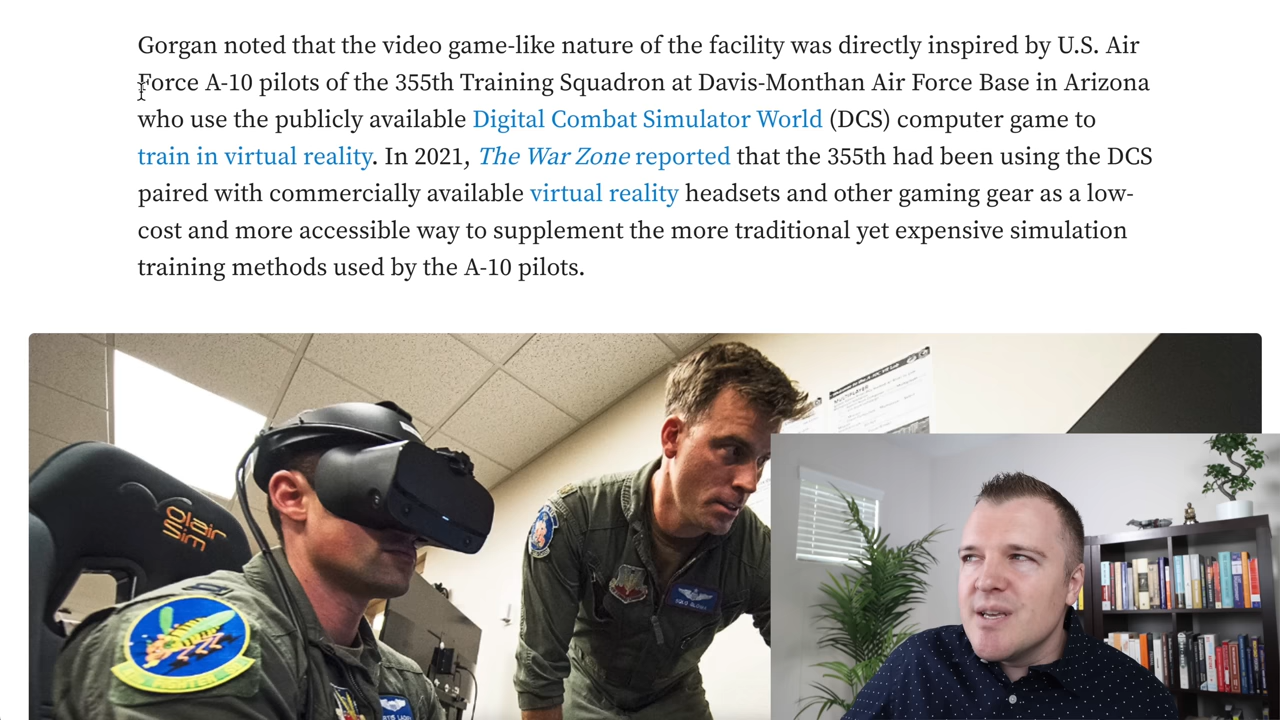 Gorgan noted that the video game-like nature of the facility was directly inspired by U.S. Air
Force A-10 pilots of the 355th Training Squadron at Davis-Monthan Air Force Base in Arizona
who use the publicly available Digital Combat Simulator World (DCS) computer game to
train in virtual reality. In 2021, The War Zone reported that the 355th had been using the DCS
paired with commercially available virtual reality headsets and other gaming gear as a low-
cost and more accessible way to supplement the more traditional yet expensive simulation
training methods used by the A-10 pilots.